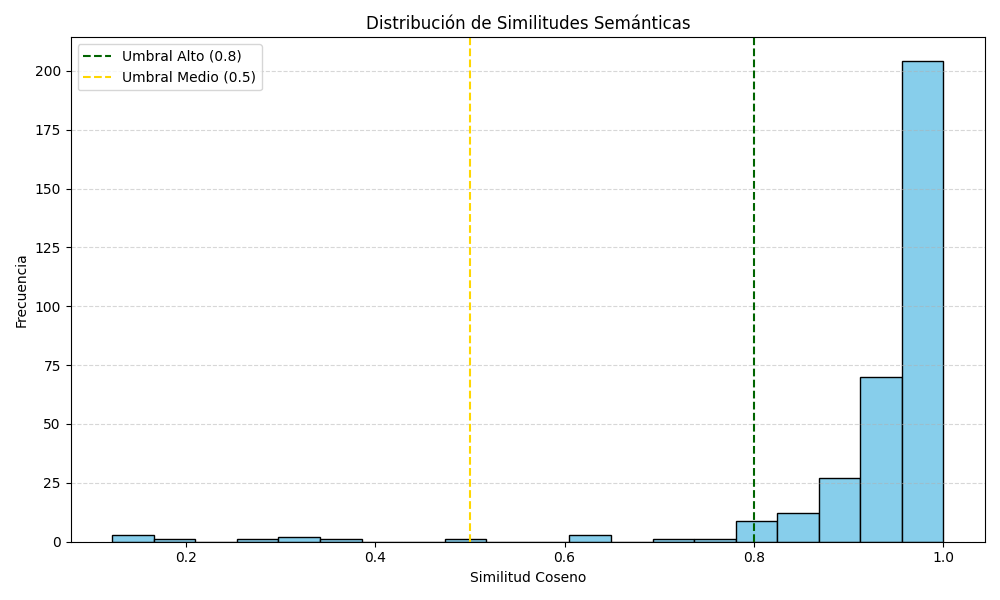 Distribución de Similitudes Semánticas
Umbral Alto (0.8)
Umbral Medio (0.5)
Frecuencia
200
175
150
125
100
75
50
25
0
0.2
0.4
0.6
0.8
1.0
Similitud Coseno